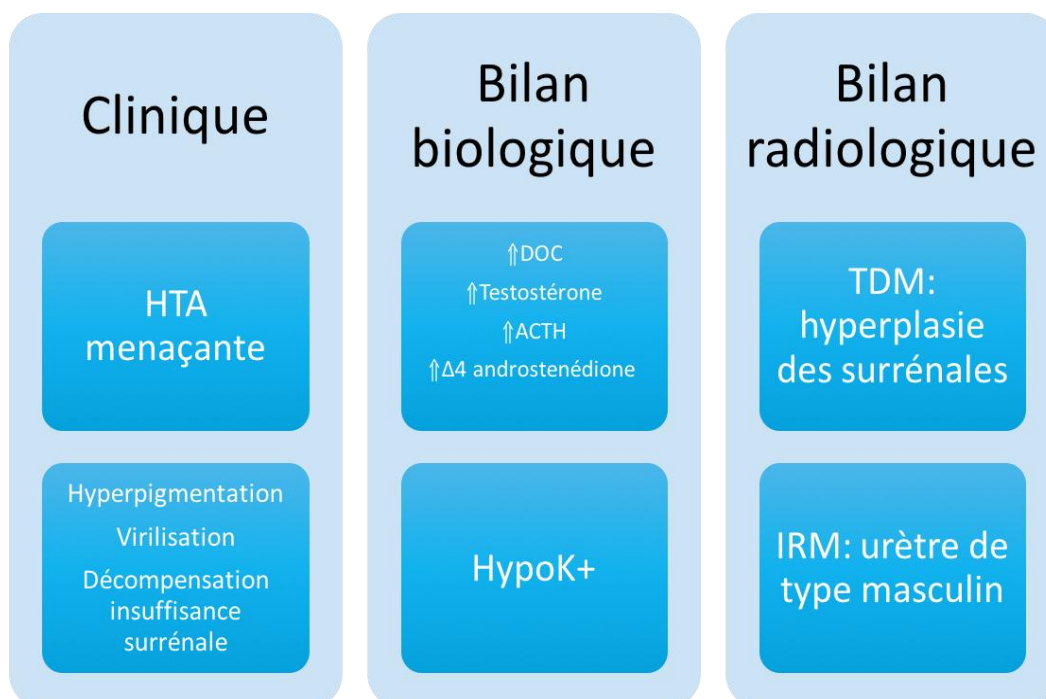 Clinique
HTA
menaçante
Hyperpigmentation
Virilisation
Décompensation
insuffisance
surrénale
Bilan
biologique
⇑DOC
⇑Testostérone
⇑ACTH
⇑Δ4 androstenédione
HypoK+
Bilan
radiologique
TDM:
hyperplasie
des surrénales
IRM: urètre de
type masculin